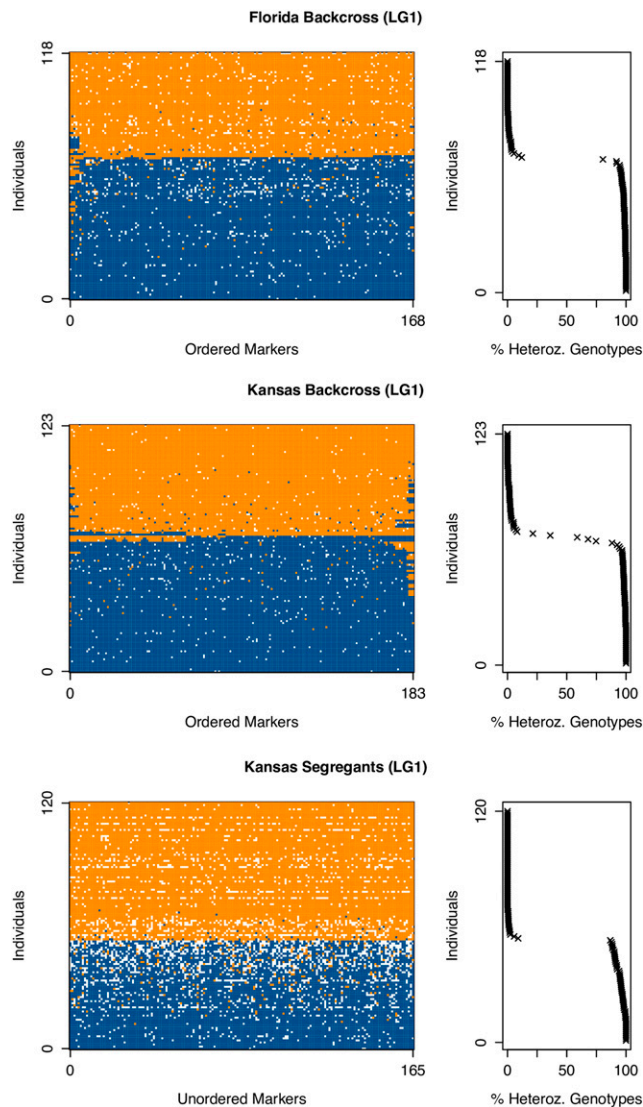 Florida Backcross (LG1)
118
Individuals
0
0
168
Ordered Markers
118
Individuals
0
0
50
100
% Heteroz. Genotypes
Kansas Backcross (LG1)
123
Individuals
0
0
183
Ordered Markers
123
Individuals
0
0
50
100
% Heteroz. Genotypes
Kansas Segregants (LG1)
120
Individuals
0
0
165
Unordered Markers
120
Individuals
0
0
50
100
% Heteroz. Genotypes